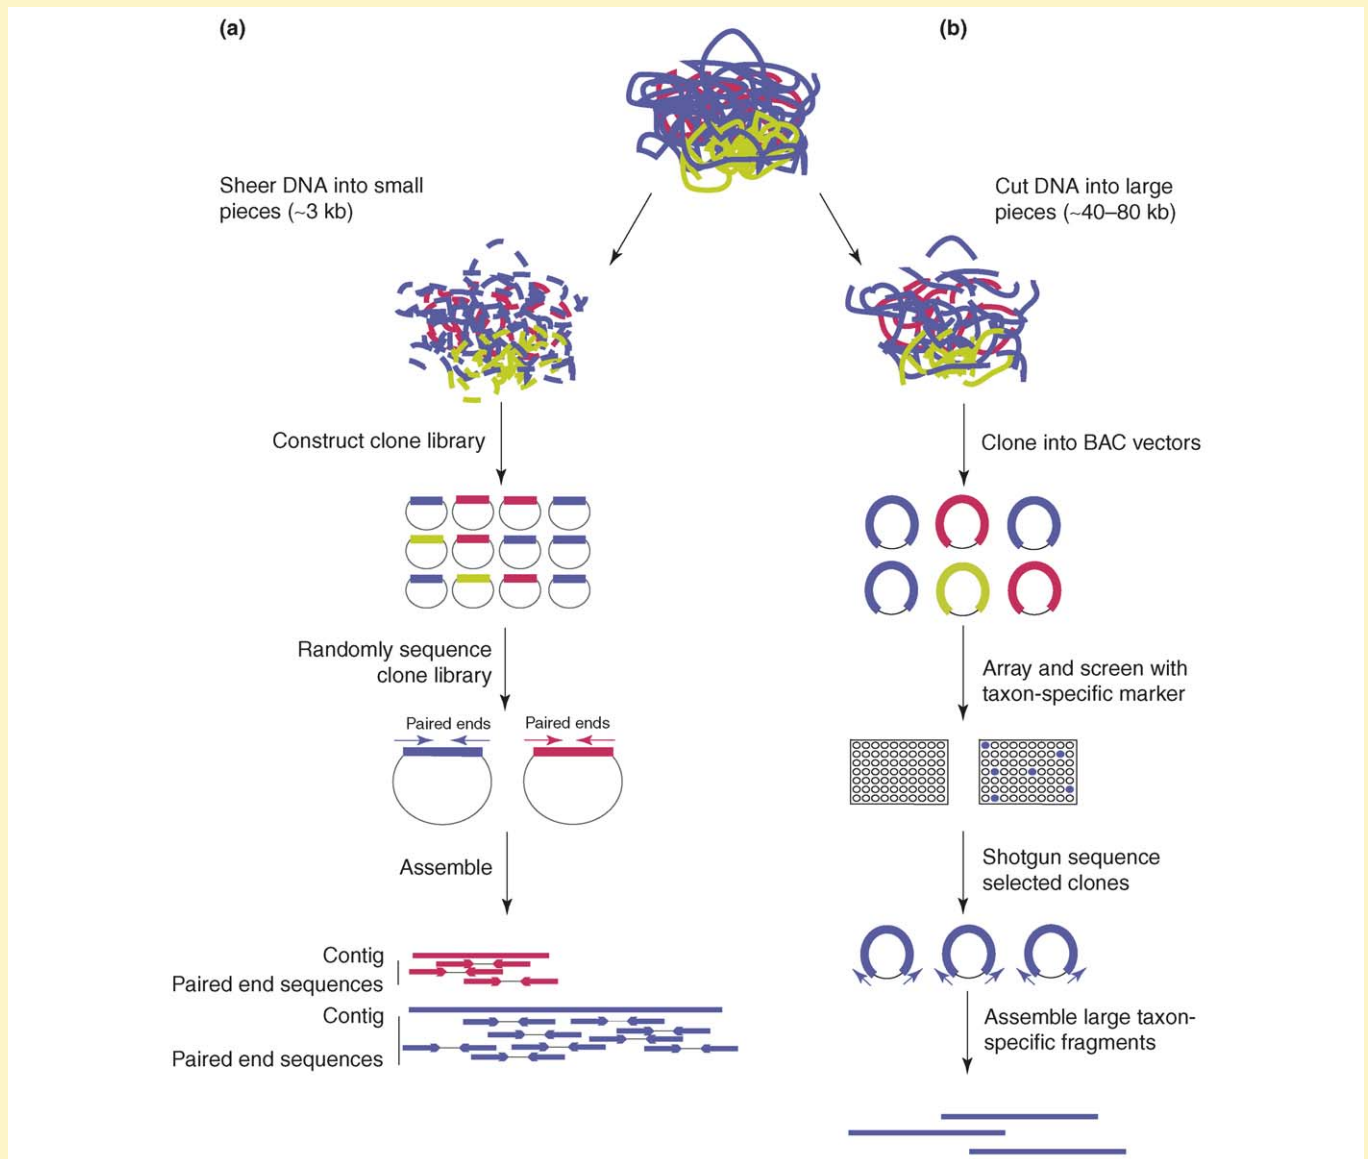 (a)
(b)
Sheer DNA into small
pieces (~3 kb)
Cut DNA into large
pieces (~40–80 kb)
Construct clone library
Clone into BAC vectors
Randomly sequence
clone library
Array and screen with
taxon-specific marker
Paired ends
Paired ends
Assemble
Shotgun sequence
selected clones
Contig
Paired end sequences
Contig
Paired end sequences
Assemble large taxon-
specific fragments